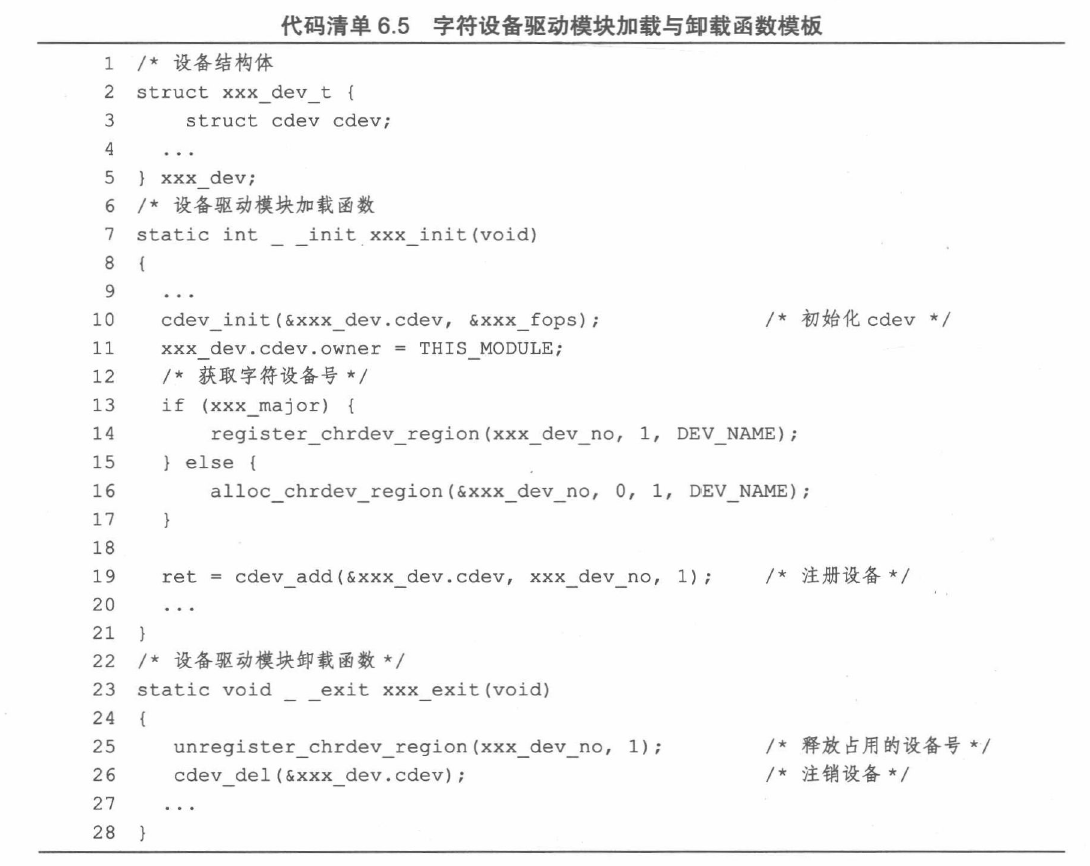 代码清单 6.5 字符设备驱动模块加载与卸载函数模板
1 /* 设备结构体
2 struct xxx_dev_t {
3     struct cdev cdev;
4   ...
5 } xxx_dev;
6 /* 设备驱动模块加载函数
7 static int _ _init xxx_init(void)
8 {
9   ...
10   cdev_init(&xxx_dev.cdev, &xxx_fops); /* 初始化 cdev */
11   xxx_dev.cdev.owner = THIS_MODULE;
12   /* 获取字符设备号 */
13   if (xxx_major) {
14       register_chrdev_region(xxx_dev_no, 1, DEV_NAME);
15   } else {
16       alloc_chrdev_region(&xxx_dev_no, 0, 1, DEV_NAME);
17   }
18
19   ret = cdev_add(&xxx_dev.cdev, xxx_dev_no, 1); /* 注册设备 */
20   ...
21 }
22 /* 设备驱动模块卸载函数 */
23 static void _ _exit xxx_exit(void)
24 {
25    unregister_chrdev_region(xxx_dev_no, 1); /* 释放占用的设备号 */
26    cdev_del(&xxx_dev.cdev); /* 注销设备 */
27   ...
28 }